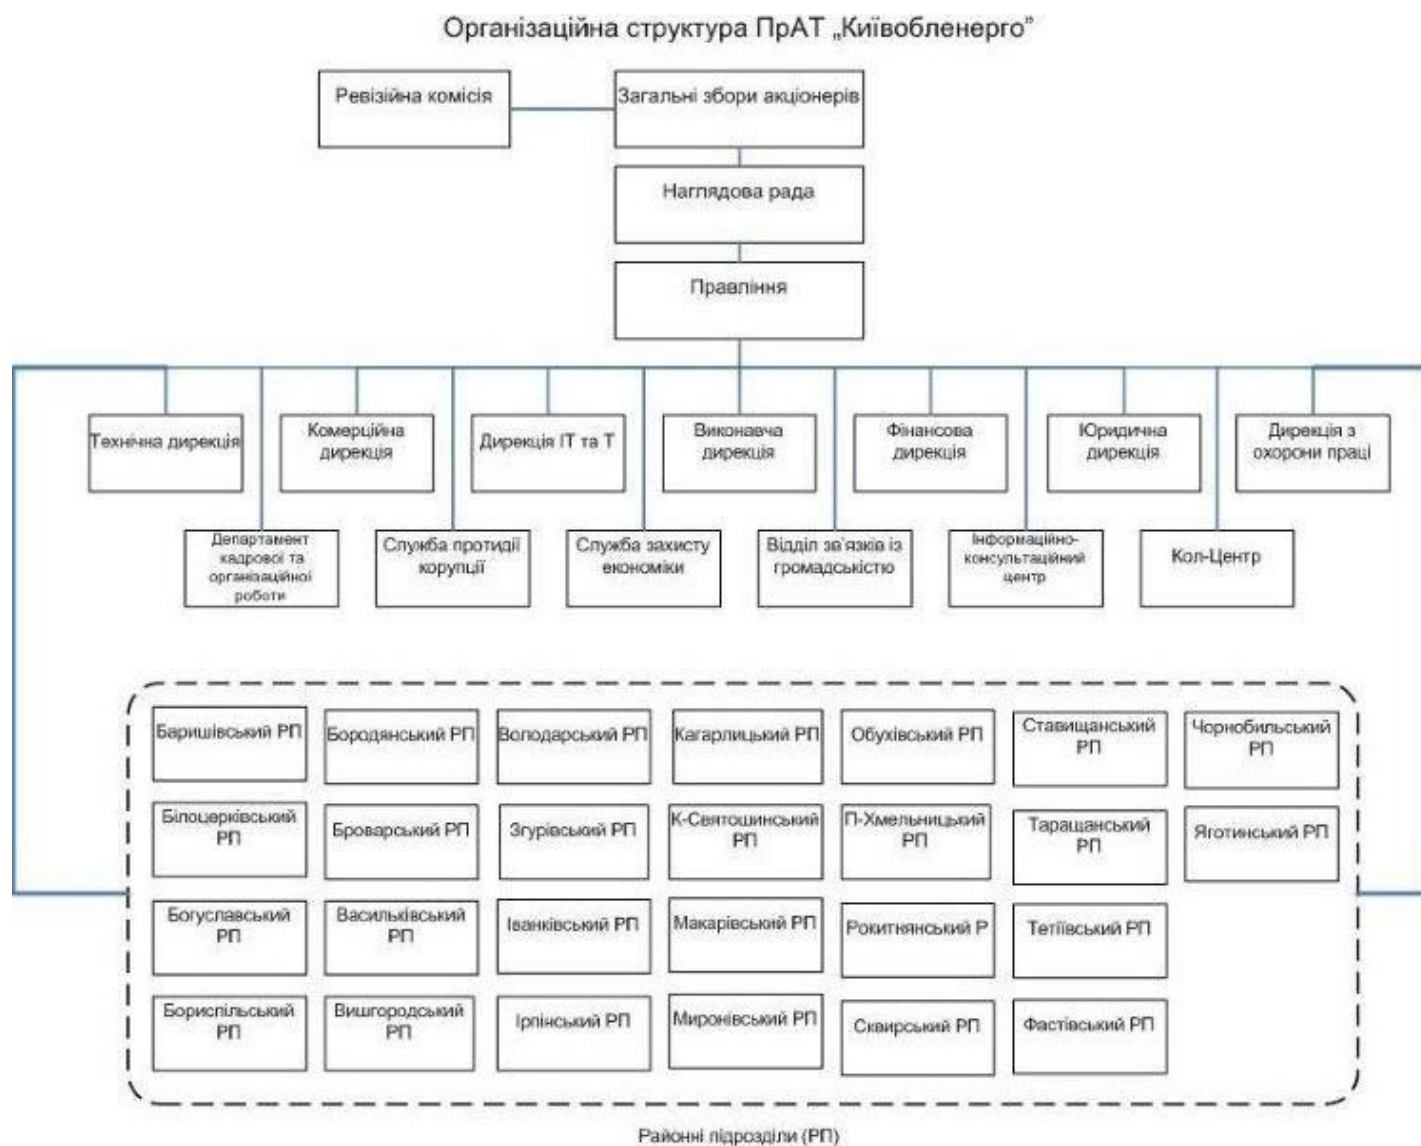 Організаційна структура ПрАТ „Київобленерго”
Ревізійна комісія
Загальні збори акціонерів
Наглядова рада
Правління
Технічна дирекція
Комерційна
дирекція
Дирекція ІТ та Т
Виконавча
дирекція
Фінансова
дирекція
Юридична
дирекція
Дирекція з
охорони праці
Департамент
кадрової та
організаційної
роботи
Служба протидії
корупції
Служба захисту
економіки
Відділ зв`язків із
громадськістю
Інформаційно-
консультаційний
центр
Кол-Центр
Баришівський РП
Бородянський РП
Володарський РП
Кагарлицький РП
Обухівський РП
Ставищанський
РП
Чорнобильський
РП
Білоцерківський
РП
Броварський РП
Згурівський РП
К-Святошинський
РП
П-Хмельницький
РП
Таращанський
РП
Яготинський РП
Богуславський
РП
Васильківський
РП
Іванківський РП
Макарівський РП
Рокитнянський Р
Тетіївський РП
Бориспільський
РП
Вишгородський
РП
Ірпінський РП
Миронівський РП
Сквирський РП
Фастівський РП
Районні підрозділи (РП)